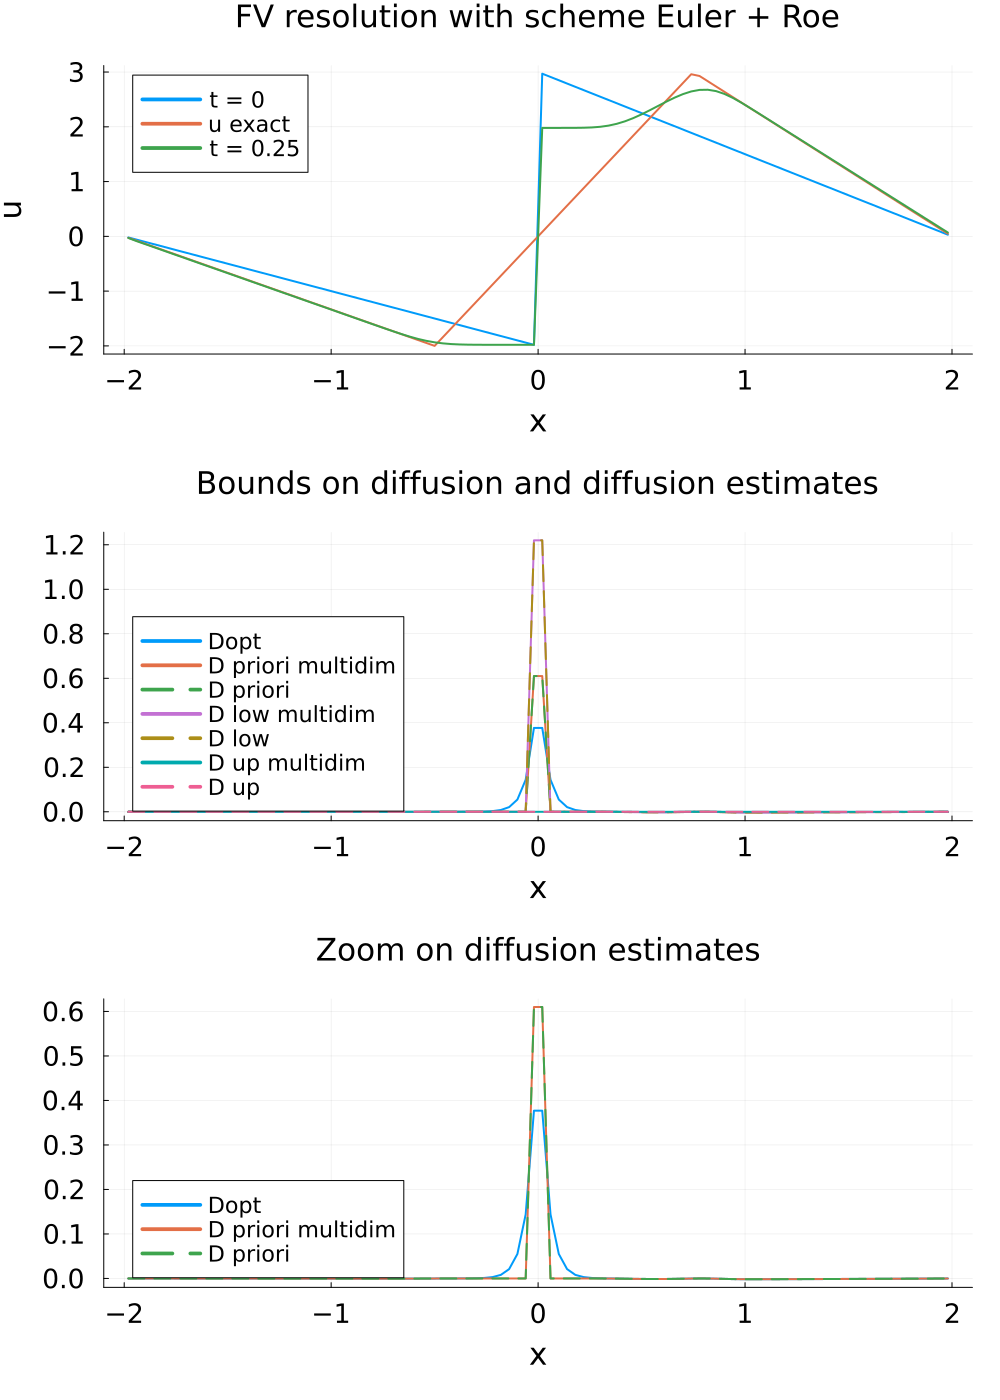 FV resolution with scheme Euler + Roe
3
2
1
0
−1
−2
u
t = 0
u exact
t = 0.25
−2
−1
0
1
2
x
Bounds on diffusion and diffusion estimates
1.2
1.0
0.8
0.6
0.4
0.2
0.0
Dopt
D priori multidim
D priori
D low multidim
D low
D up multidim
D up
−2
−1
0
1
2
x
Zoom on diffusion estimates
0.6
0.5
0.4
0.3
0.2
0.1
0.0
Dopt
D priori multidim
D priori
−2
−1
0
1
2
x